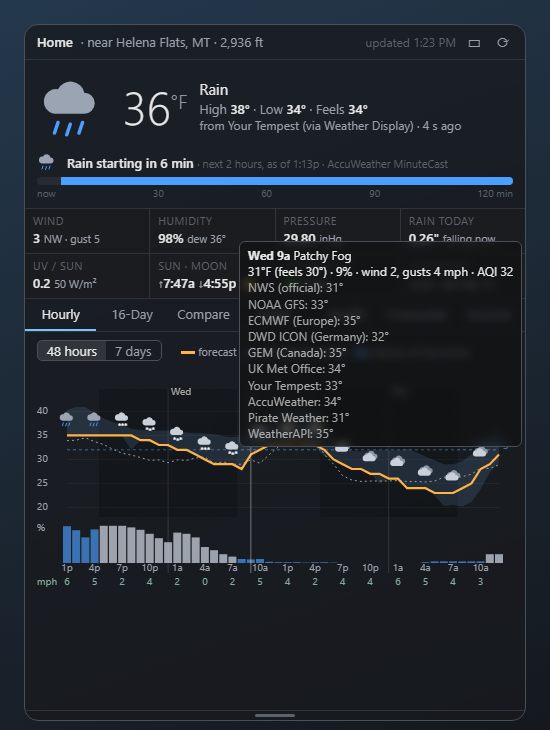 Home · near Helena Flats, MT · 2,936 ft
updated 1:23 PM
36°F
Rain
High 38° · Low 34° · Feels 34°
from Your Tempest (via Weather Display) · 4 s ago
Rain starting in 6 min · next 2 hours, as of 1:13p · AccuWeather MinuteCast
now 30 60 90 120 min
WIND
3 NW · gust 5
HUMIDITY
98% dew 36°
PRESSURE
29.80 inHg
RAIN TODAY
0.26" falling now
UV / SUN
0.2 50 W/m²
SUN · MOON
↑7:47a ↓4:55p
Wed 9a Patchy Fog
31°F (feels 30°) · 9% · wind 2, gusts 4 mph · AQI 32
NWS (official): 31°
NOAA GFS: 33°
ECMWF (Europe): 35°
DWD ICON (Germany): 32°
GEM (Canada): 35°
UK Met Office: 34°
Your Tempest: 33°
AccuWeather: 34°
Pirate Weather: 31°
WeatherAPI: 35°
Hourly 16-Day Compare
48 hours 7 days
forecast
Wed
40
35
30
25
20
%
1p 4p 7p 10p 1a 4a 7a 10a 1p 4p 7p 10p 1a 4a 7a 10a
mph 6 5 2 4 2 0 2 5 4 2 4 4 6 5 4 3